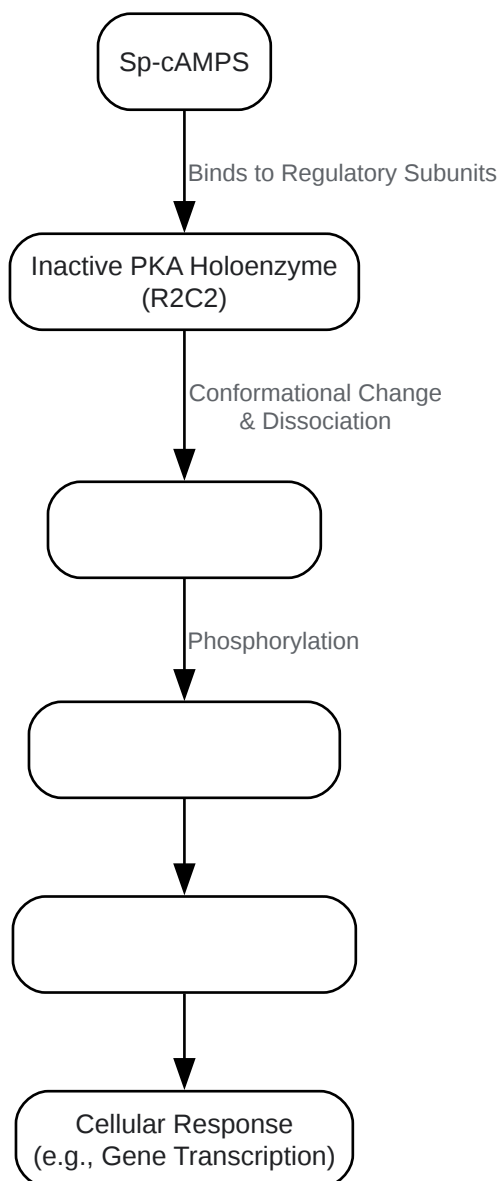 Sp-cAMPS
Binds to Regulatory Subunits
Inactive PKA Holoenzyme
(R2C2)
Conformational Change
& Dissociation
Phosphorylation
Cellular Response
(e.g., Gene Transcription)